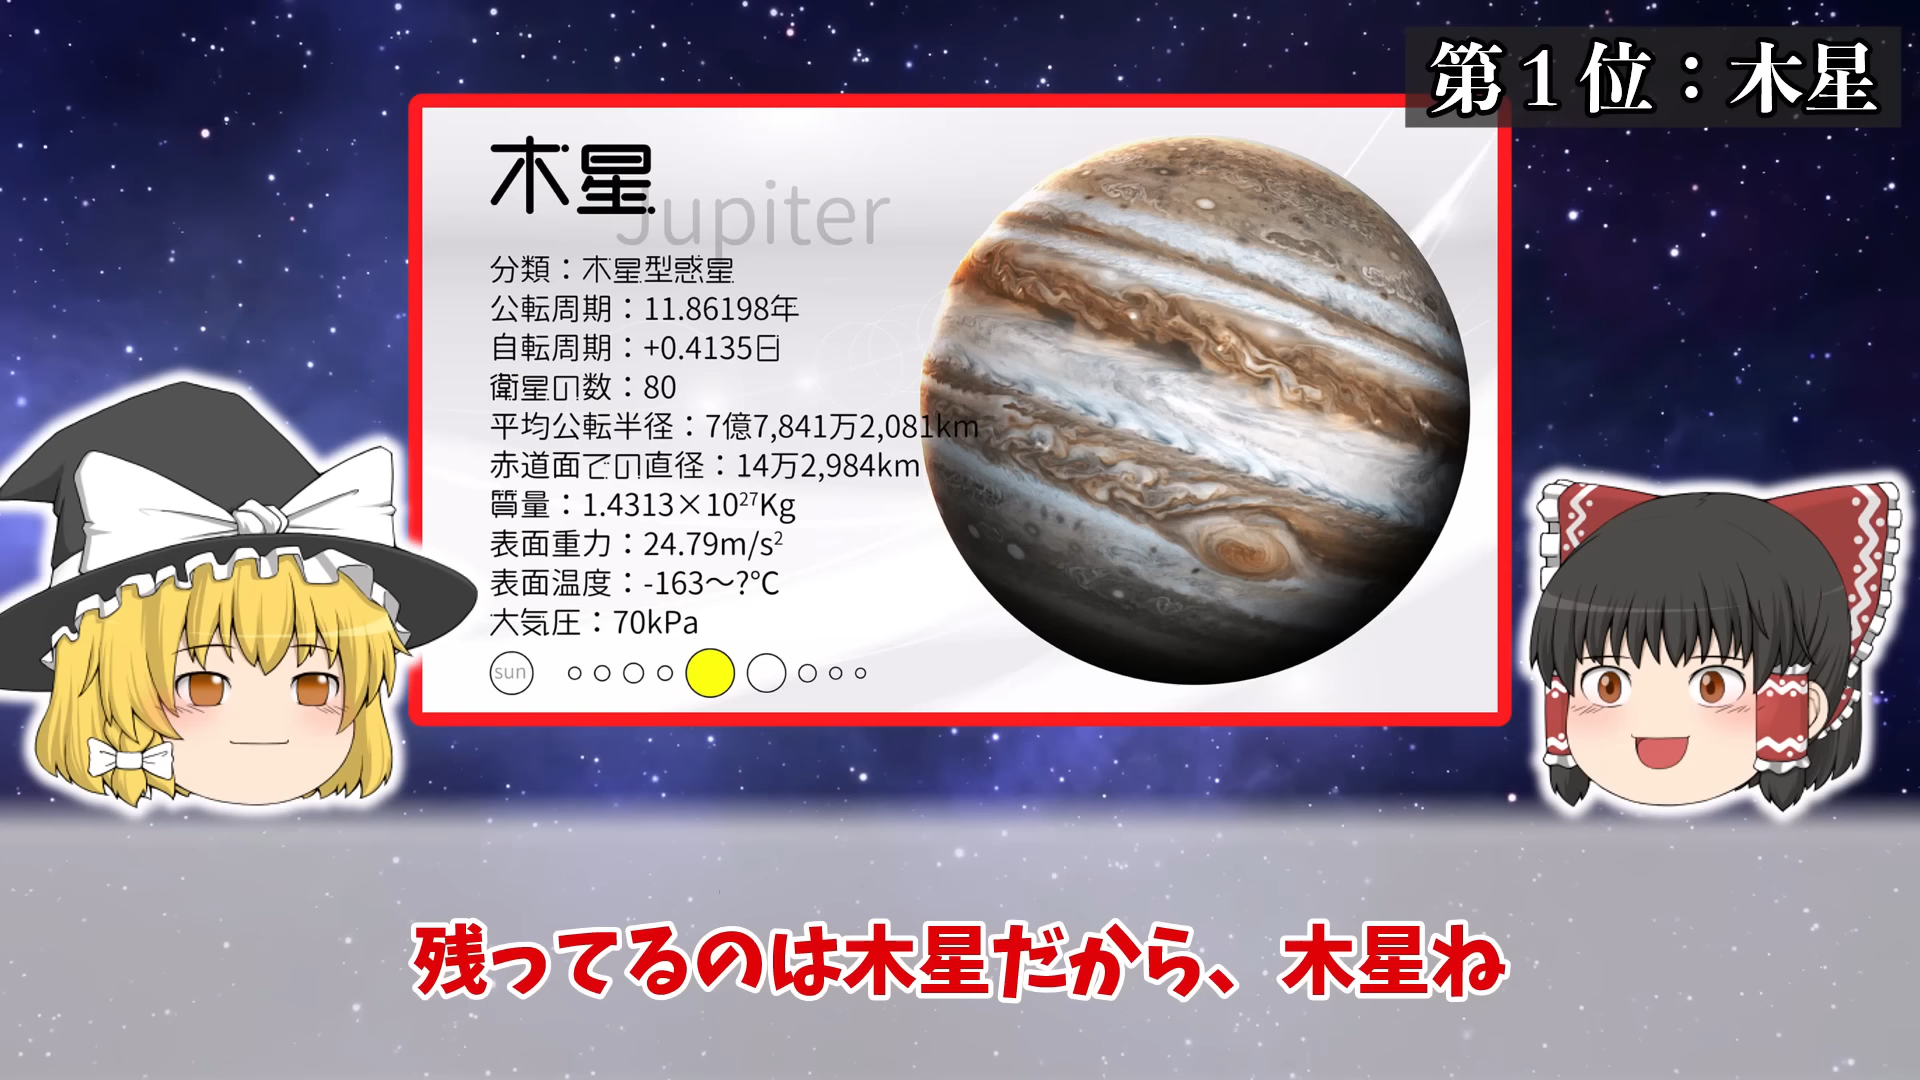 第１位：木星
木星
Jupiter
分類：木星型惑星
公転周期：11.86198年
自転周期：+0.4135日
衛星の数：80
平均公転半径：7億7,841万2,081km
赤道面での直径：14万2,984km
質量：1.4313×10²⁷Kg
表面重力：24.79m/s²
表面温度：-163～?℃
大気圧：70kPa
sun
残ってるのは木星だから、木星ね